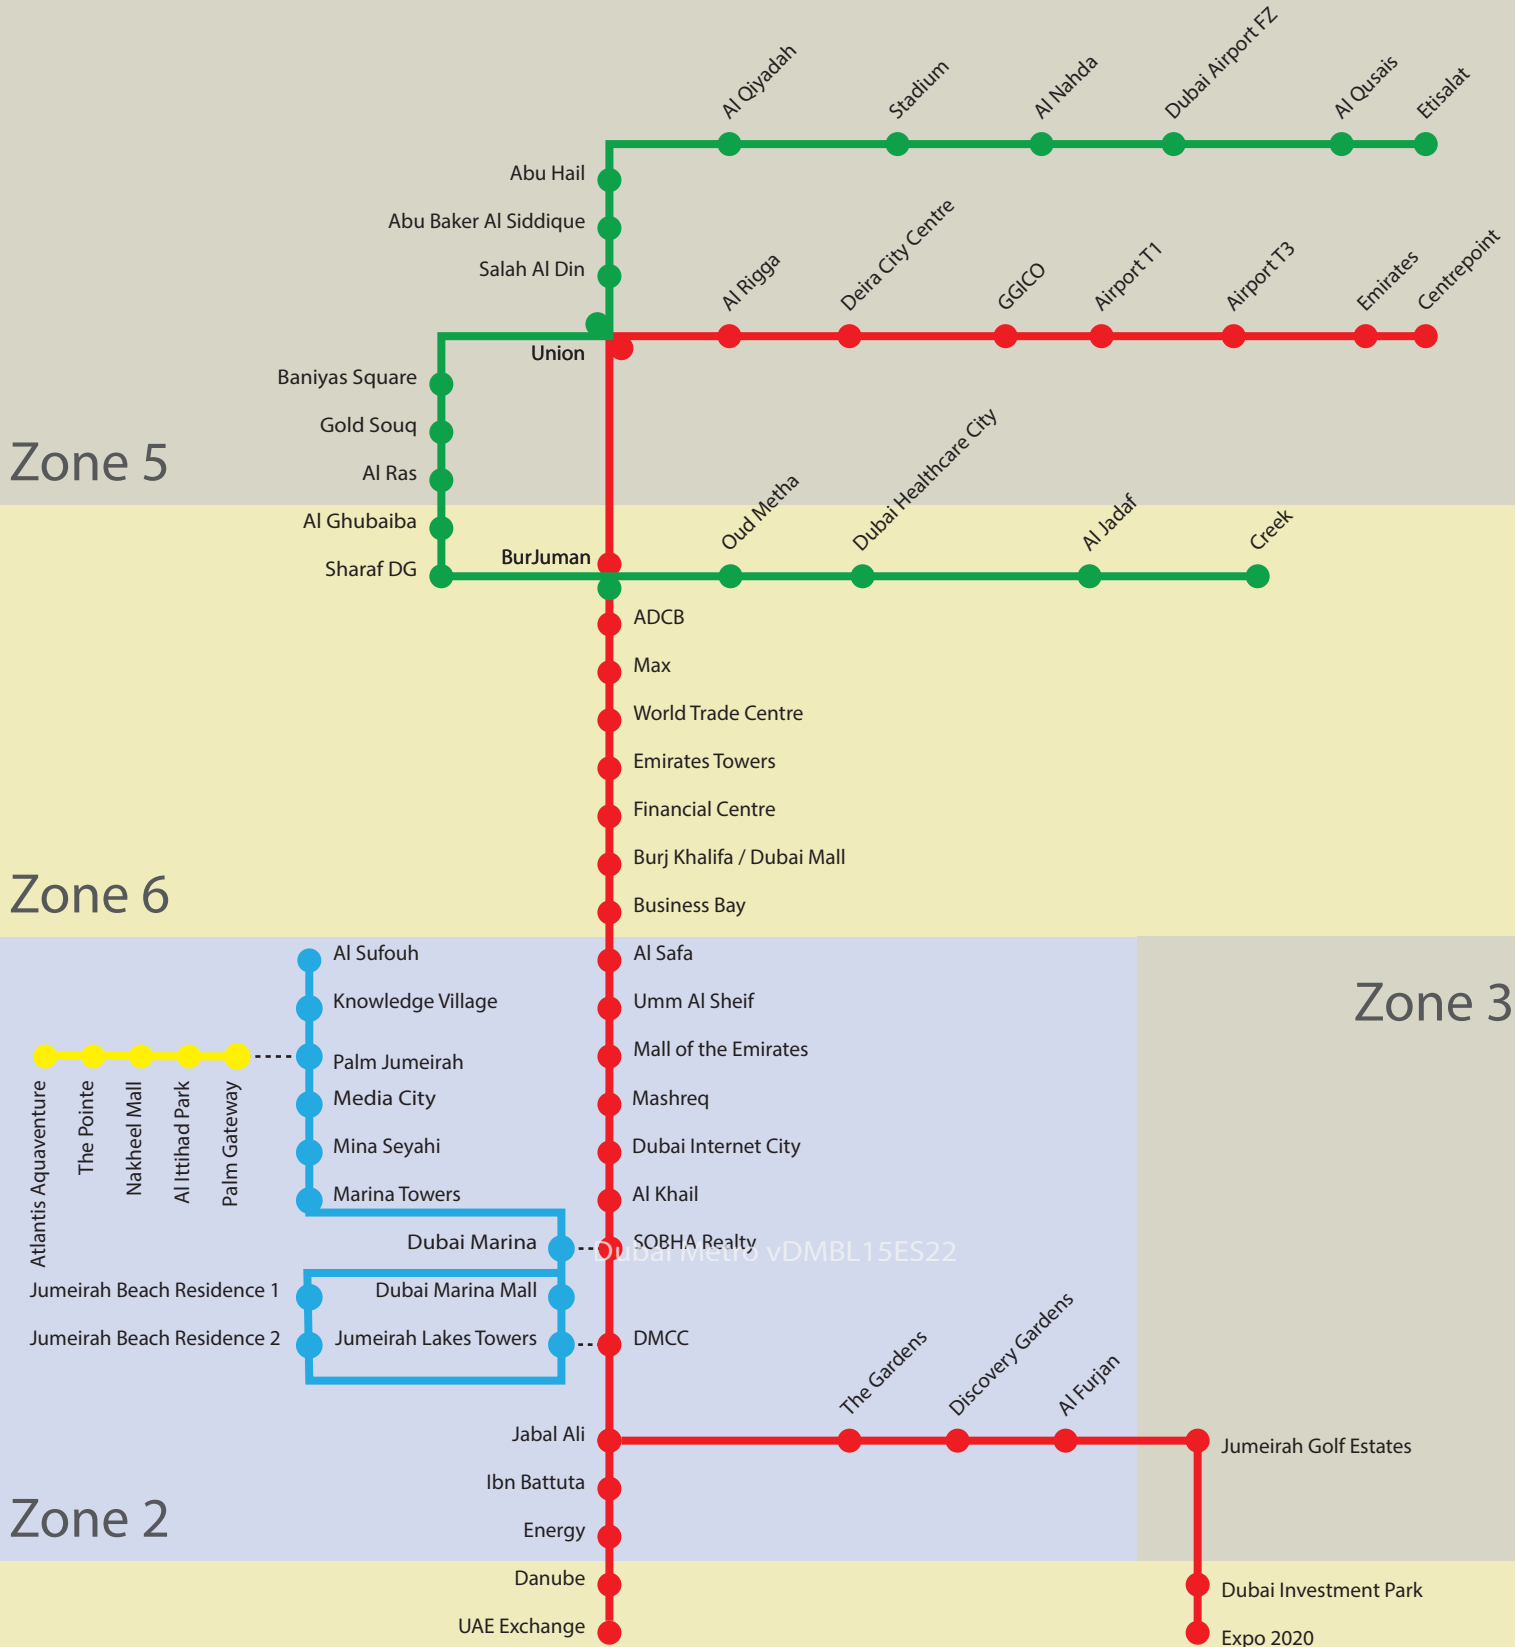 Al Qiyadah
Stadium
Al Nahda
Dubai Airport FZ
Al Qusais
Etisalat
Abu Hail
Abu Baker Al Siddique
Salah Al Din
Al Rigga
Deira City Centre
GGICO
Airport T1
Airport T3
Emirates
Centrepoint
Union
Baniyas Square
Gold Souq
Zone 5
Al Ras
Al Ghubaiba
Sharaf DG
BurJuman
Oud Metha
Dubai Healthcare City
Al Jadaf
Creek
ADCB
Max
World Trade Centre
Emirates Towers
Financial Centre
Burj Khalifa / Dubai Mall
Zone 6
Business Bay
Al Sufouh
Al Safa
Knowledge Village
Umm Al Sheif
Zone 3
Palm Jumeirah
Mall of the Emirates
Media City
Mashreq
Mina Seyahi
Dubai Internet City
Marina Towers
Al Khail
Atlantis Aquaventure
The Pointe
Nakheel Mall
Al Ittihad Park
Palm Gateway
Dubai Marina
SOBHA Realty
Dubai Metro vDMBL15ES22
Jumeirah Beach Residence 1
Dubai Marina Mall
Jumeirah Beach Residence 2
Jumeirah Lakes Towers
DMCC
The Gardens
Discovery Gardens
Al Furjan
Jabal Ali
Jumeirah Golf Estates
Ibn Battuta
Zone 2
Energy
Danube
Dubai Investment Park
UAE Exchange
Expo 2020